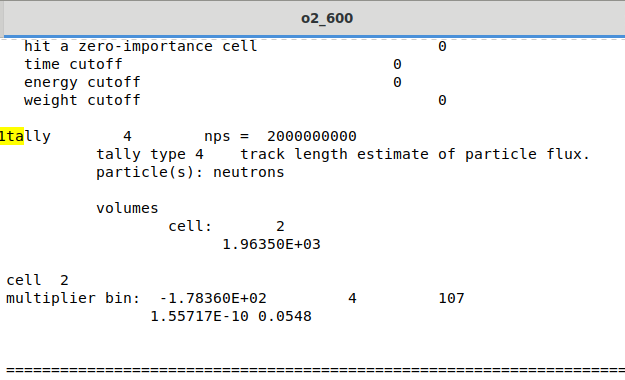 o2_600
hit a zero-importance cell 0
time cutoff 0
energy cutoff 0
weight cutoff 0
1tally 4 nps = 2000000000
tally type 4 track length estimate of particle flux.
particle(s): neutrons
volumes
cell: 2
1.96350E+03
cell 2
multiplier bin: -1.78360E+02 4 107
1.55717E-10 0.0548
=====================================================================